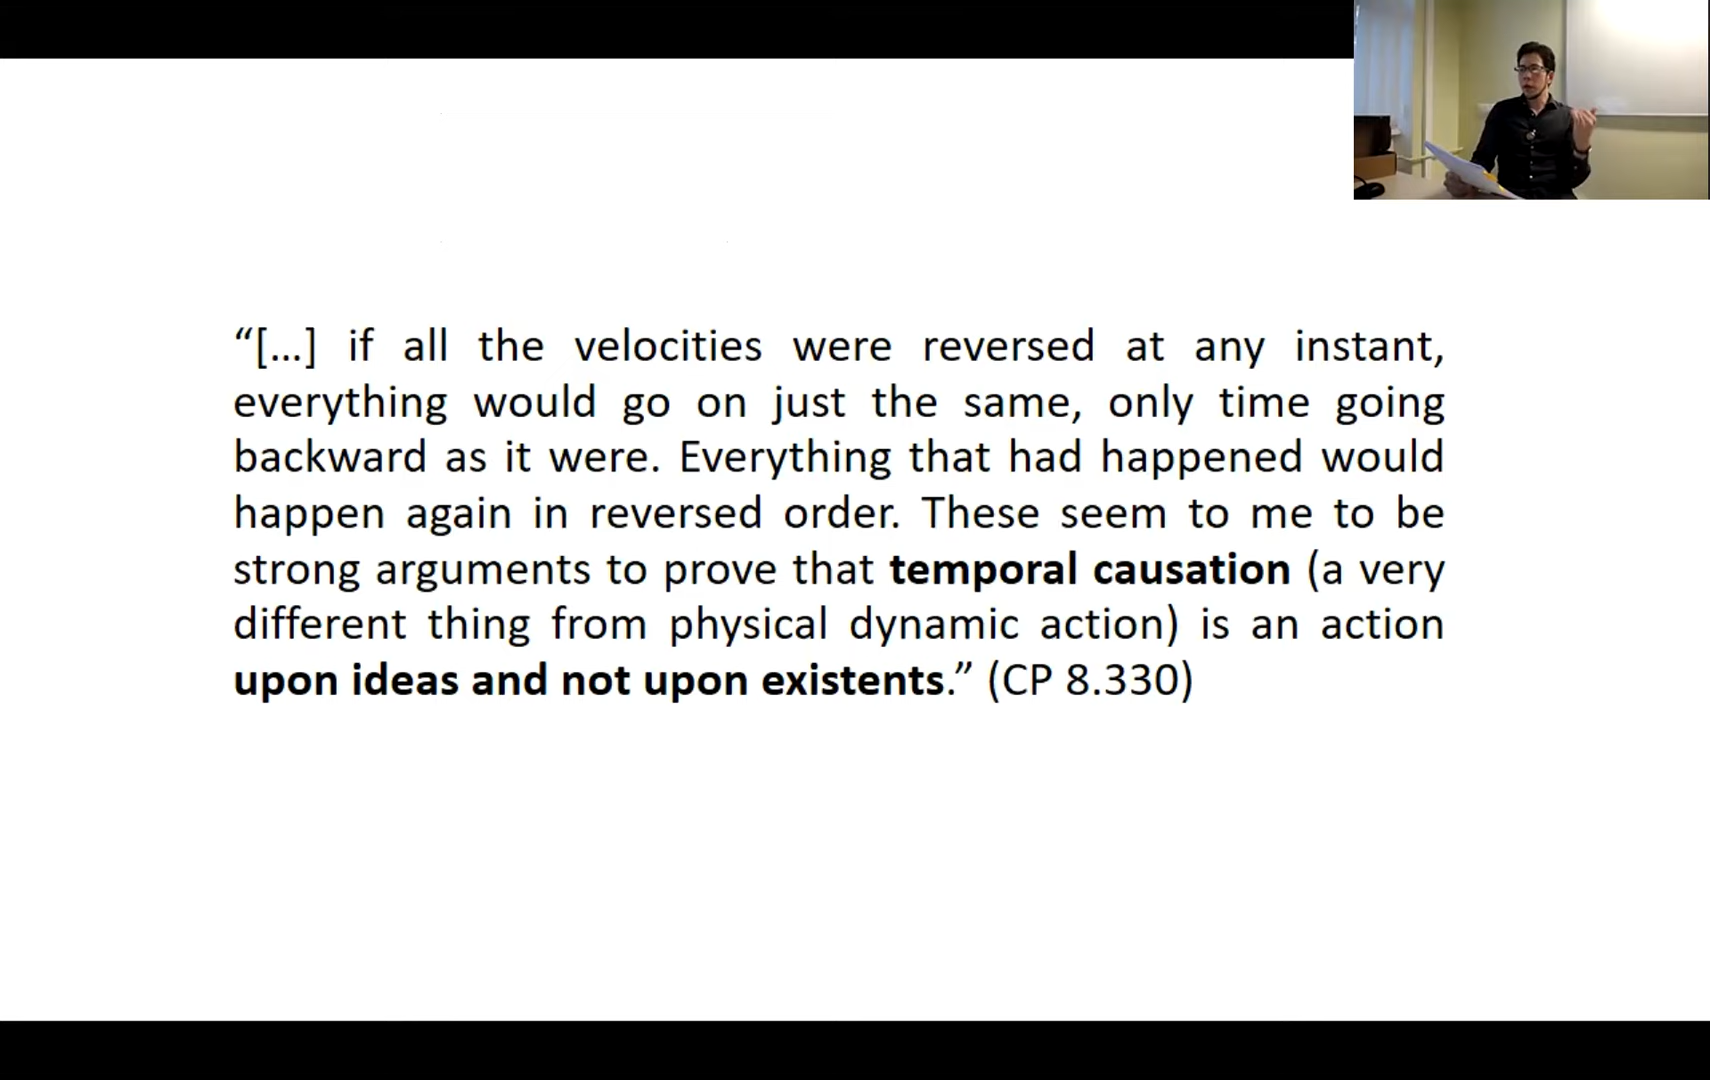 “[...] if all the velocities were reversed at any instant,
everything would go on just the same, only time going
backward as it were. Everything that had happened would
happen again in reversed order. These seem to me to be
strong arguments to prove that temporal causation (a very
different thing from physical dynamic action) is an action
upon ideas and not upon existents.” (CP 8.330)